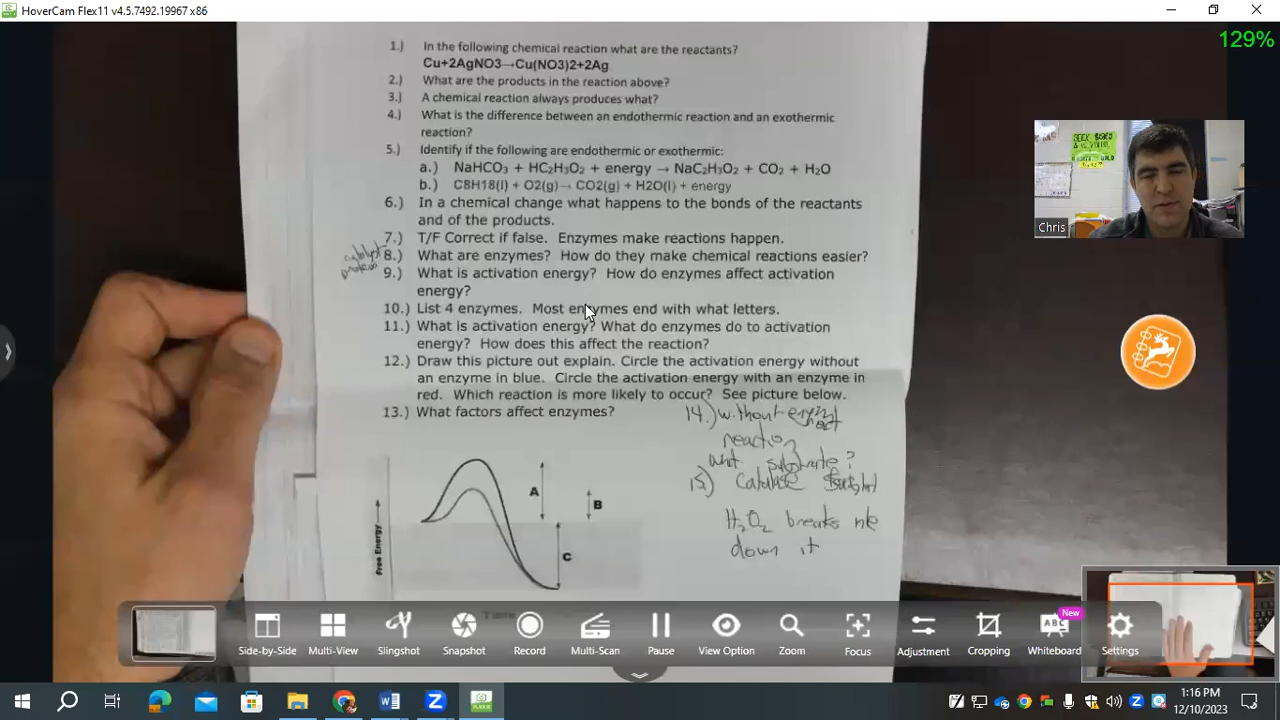 HoverCam Flex11 v4.5.7492.19967 x86
129%
1.) In the following chemical reaction what are the reactants?
Cu+2AgNO3→Cu(NO3)2+2Ag
2.) What are the products in the reaction above?
3.) A chemical reaction always produces what?
4.) What is the difference between an endothermic reaction and an exothermic
reaction?
5.) Identify if the following are endothermic or exothermic:
a.) NaHCO₃ + HC₂H₃O₂ + energy → NaC₂H₃O₂ + CO₂ + H₂O
b.) C8H18(l) + O2(g)→ CO2(g) + H2O(l) + energy
6.) In a chemical change what happens to the bonds of the reactants
and of the products.
7.) T/F Correct if false. Enzymes make reactions happen.
catalyst
protein
8.) What are enzymes? How do they make chemical reactions easier?
9.) What is activation energy? How do enzymes affect activation
energy?
10.) List 4 enzymes. Most enzymes end with what letters.
11.) What is activation energy? What do enzymes do to activation
energy? How does this affect the reaction?
12.) Draw this picture out explain. Circle the activation energy without
an enzyme in blue. Circle the activation energy with an enzyme in
red. Which reaction is more likely to occur? See picture below.
13.) What factors affect enzymes?
14.) without
reaction
what substrate?
15) Catalase
H₂O₂ breaks
down it
Free Energy →
A
B
C
Time
Chris
Side-by-Side
Multi-View
Slingshot
Snapshot
Record
Multi-Scan
Pause
View Option
Zoom
Focus
Adjustment
Cropping
ABC
New
Whiteboard
Settings
1:16 PM
12/10/2023